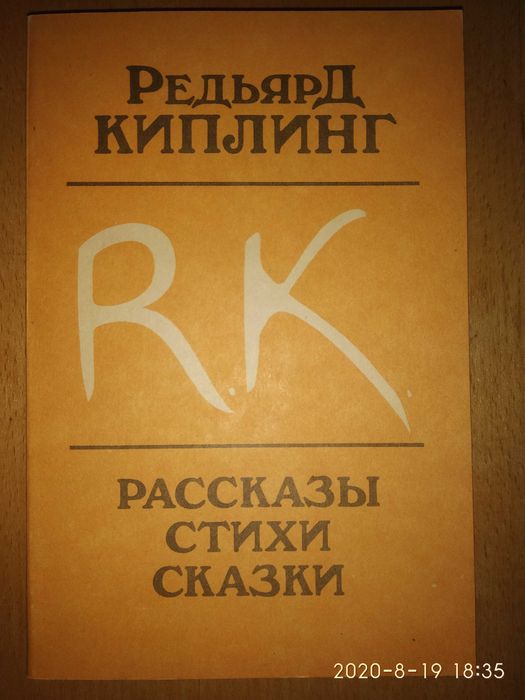 Редьярд
КИПЛИНГ
R.K.
РАССКАЗЫ
СТИХИ
СКАЗКИ
2020-8-19 18:35